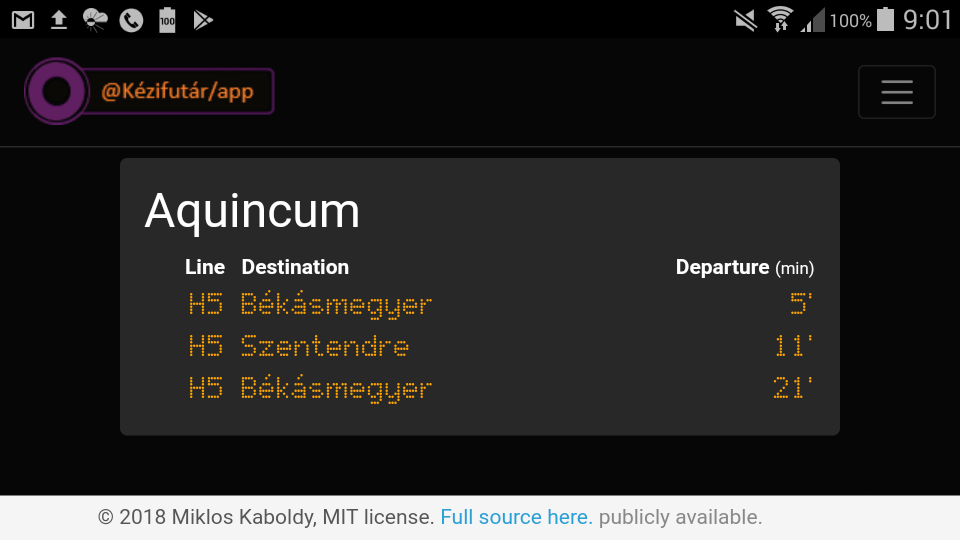 100 100% 9:01
@Kézifutár/app
Aquincum
Line Destination Departure (min)
H5 Békásmegyer 5'
H5 Szentendre 11'
H5 Békásmegyer 21'
© 2018 Miklos Kaboldy, MIT license. Full source here. publicly available.